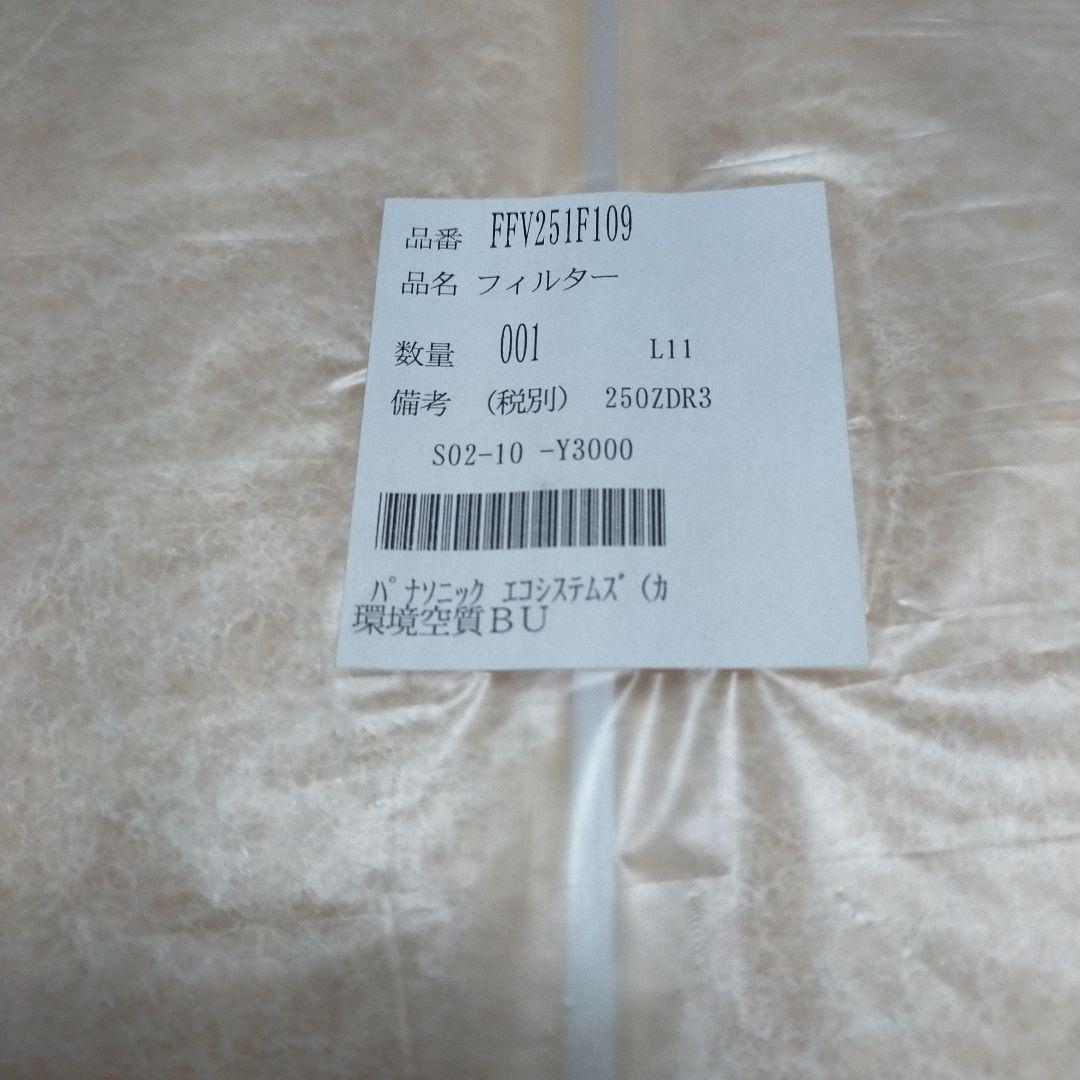 品番 FFV251F109
品名 フィルター
数量 001 L11
備考 (税別) 250ZDR3
S02-10 -Y3000
ﾊﾟﾅソニック ｴコシステムズ (カ
環境空質BU